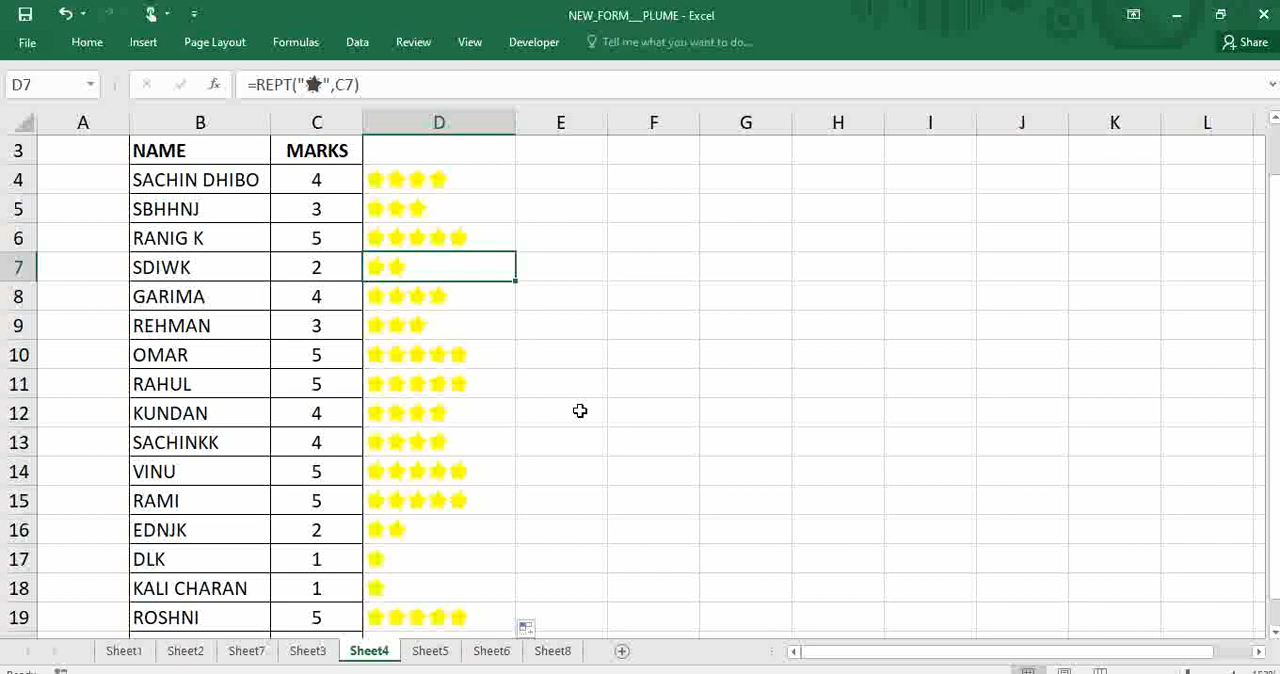 NEW_FORM__PLUME - Excel
File Home Insert Page Layout Formulas Data Review View Developer Tell me what you want to do... Share
D7 fx =REPT("★",C7)
A B C D E F G H I J K L
3 NAME MARKS
4 SACHIN DHIBO 4 ★★★★
5 SBHHNJ 3 ★★★
6 RANIG K 5 ★★★★★
7 SDIWK 2 ★★
8 GARIMA 4 ★★★★
9 REHMAN 3 ★★★
10 OMAR 5 ★★★★★
11 RAHUL 5 ★★★★★
12 KUNDAN 4 ★★★★
13 SACHINKK 4 ★★★★
14 VINU 5 ★★★★★
15 RAMI 5 ★★★★★
16 EDNJK 2 ★★
17 DLK 1 ★
18 KALI CHARAN 1 ★
19 ROSHNI 5 ★★★★★
Sheet1 Sheet2 Sheet7 Sheet3 Sheet4 Sheet5 Sheet6 Sheet8